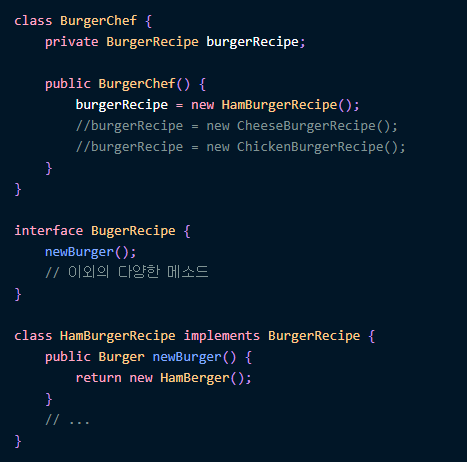 class BurgerChef {
    private BurgerRecipe burgerRecipe;

    public BurgerChef() {
        burgerRecipe = new HamBurgerRecipe();
        //burgerRecipe = new CheeseBurgerRecipe();
        //burgerRecipe = new ChickenBurgerRecipe();
    }
}

interface BugerRecipe {
    newBurger();
    // 이외의 다양한 메소드
}

class HamBurgerRecipe implements BurgerRecipe {
    public Burger newBurger() {
        return new HamBerger();
    }
    // ...
}